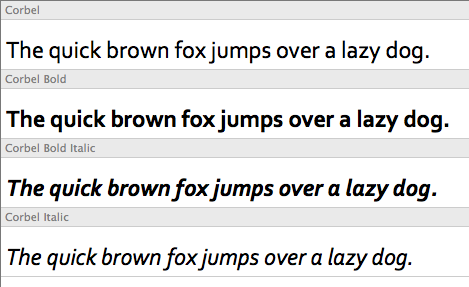 Corbel
The quick brown fox jumps over a lazy dog.
Corbel Bold
The quick brown fox jumps over a lazy dog.
Corbel Bold Italic
The quick brown fox jumps over a lazy dog.
Corbel Italic
The quick brown fox jumps over a lazy dog.